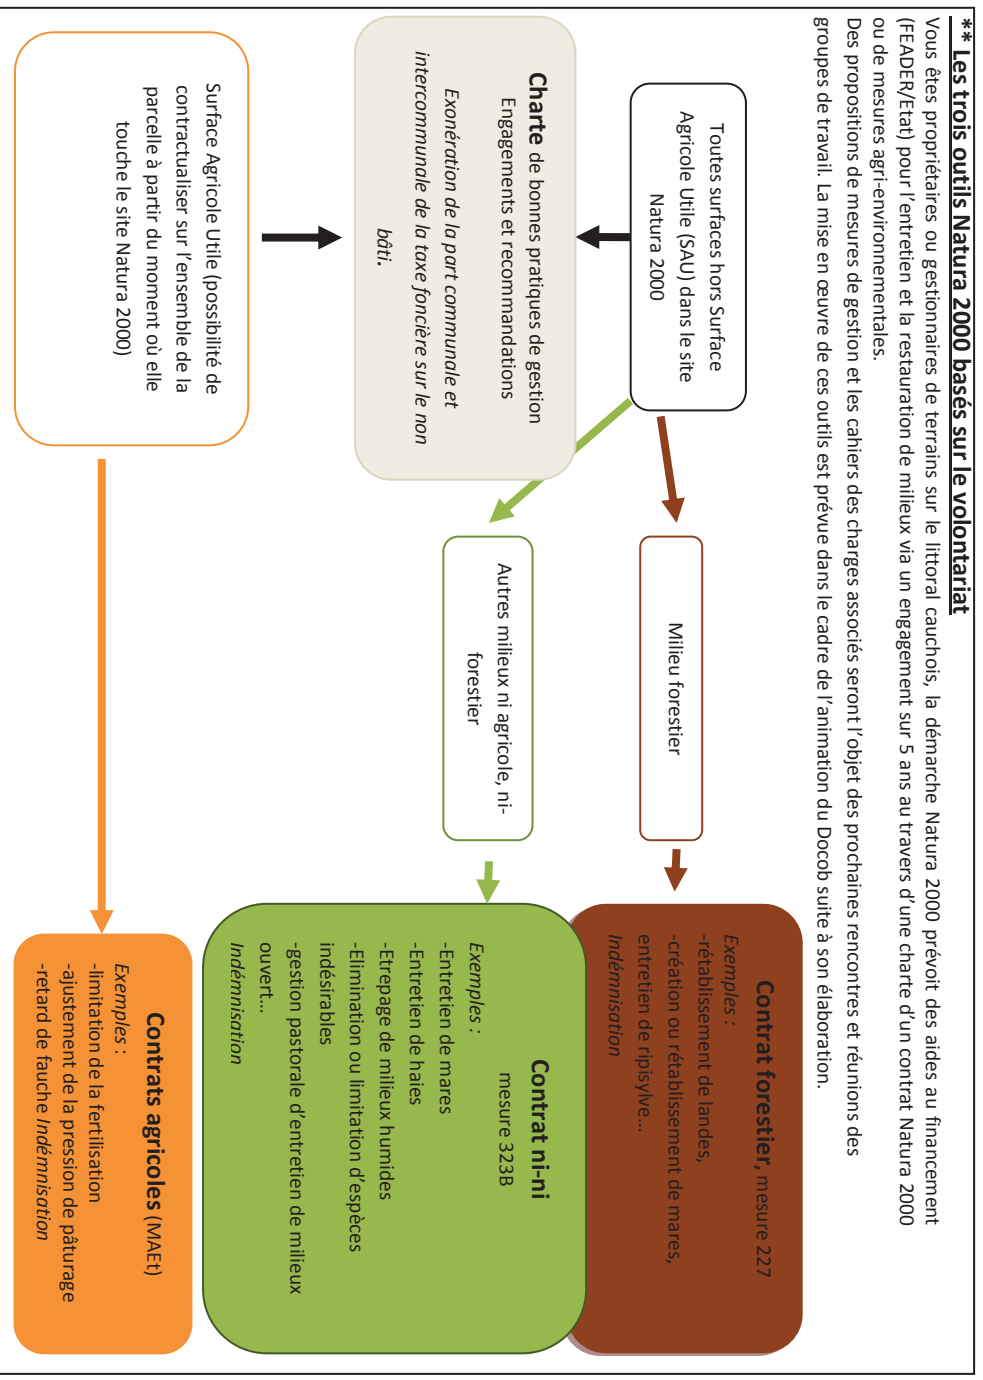 ** Les trois outils Natura 2000 basés sur le volontariat
Vous êtes propriétaires ou gestionnaires de terrains sur le littoral cauchois, la démarche Natura 2000 prévoit des aides au financement
(FEADER/Etat) pour l'entretien et la restauration de milieux via un engagement sur 5 ans au travers d'une charte d'un contrat Natura 2000
ou de mesures agri-environnementales.
Des propositions de mesures de gestion et les cahiers des charges associés seront l'objet des prochaines rencontres et réunions des
groupes de travail. La mise en œuvre de ces outils est prévue dans le cadre de l'animation du Docob suite à son élaboration.
Toutes surfaces hors Surface
Agricole Utile (SAU) dans le site
Natura 2000
Milieu forestier
Contrat forestier, mesure 227
Exemples :
-rétablissement de landes,
-création ou rétablissement de mares,
entretien de ripisylve...
Indémnisation
Charte de bonnes pratiques de gestion
Engagements et recommandations
Exonération de la part communale et
intercommunale de la taxe foncière sur le non
bâti.
Autres milieux ni agricole, ni-
forestier
Contrat ni-ni
mesure 323B
Exemples :
-Entretien de mares
-Entretien de haies
-Etrepage de milieux humides
-Elimination ou limitation d'espèces
indésirables
-gestion pastorale d'entretien de milieux
ouvert...
Indémnisation
Surface Agricole Utile (possibilité de
contractualiser sur l'ensemble de la
parcelle à partir du moment où elle
touche le site Natura 2000)
Contrats agricoles (MAEt)
Exemples :
-limitation de la fertilisation
-ajustement de la pression de pâturage
-retard de fauche Indémnisation